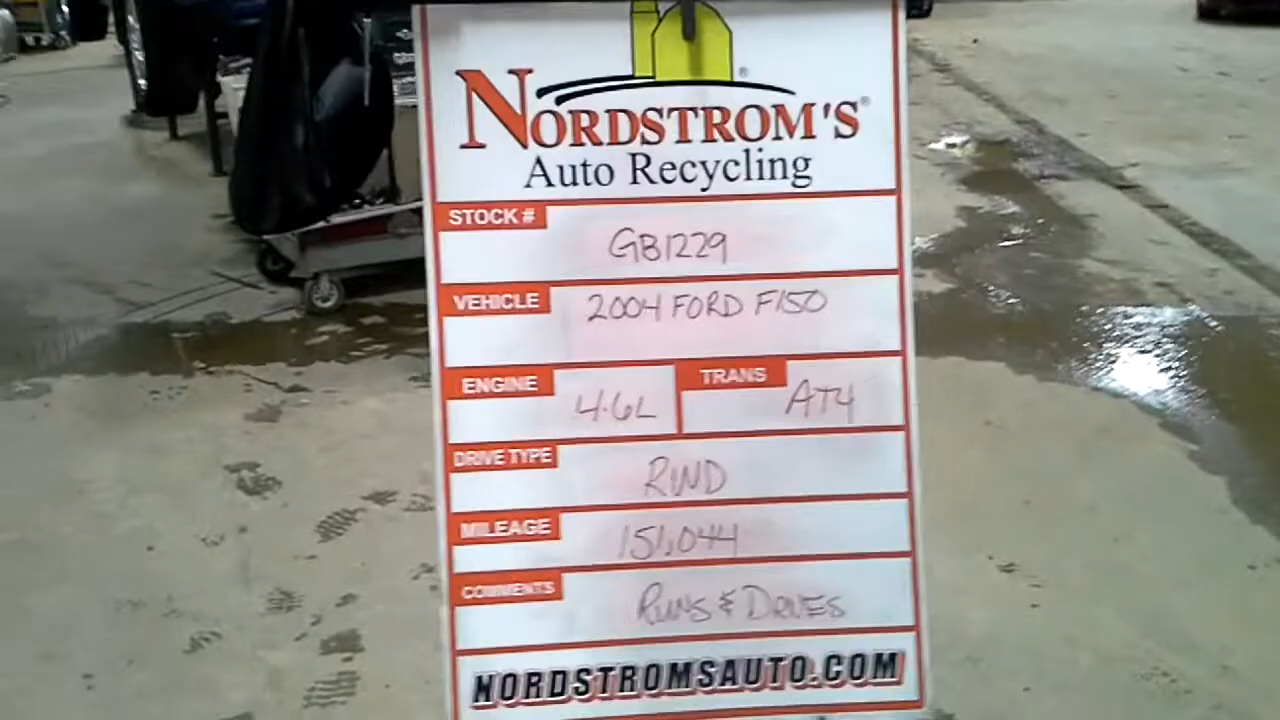 NORDSTROM'S®
Auto Recycling
STOCK #
GB1229
VEHICLE
2004 FORD F150
ENGINE
4.6L
TRANS
AT4
DRIVE TYPE
RWD
MILEAGE
151,044
COMMENTS
RUNS & DRIVES
NORDSTROMSAUTO.COM